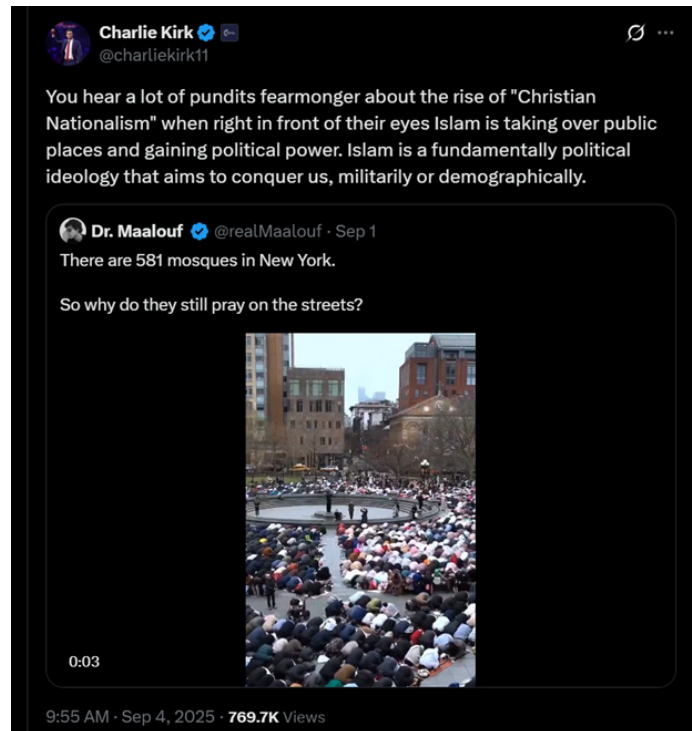 Charlie Kirk
@charliekirk11
You hear a lot of pundits fearmonger about the rise of "Christian
Nationalism" when right in front of their eyes Islam is taking over public
places and gaining political power. Islam is a fundamentally political
ideology that aims to conquer us, militarily or demographically.
Dr. Maalouf @realMaalouf · Sep 1
There are 581 mosques in New York.
So why do they still pray on the streets?
0:03
9:55 AM · Sep 4, 2025 · 769.7K Views